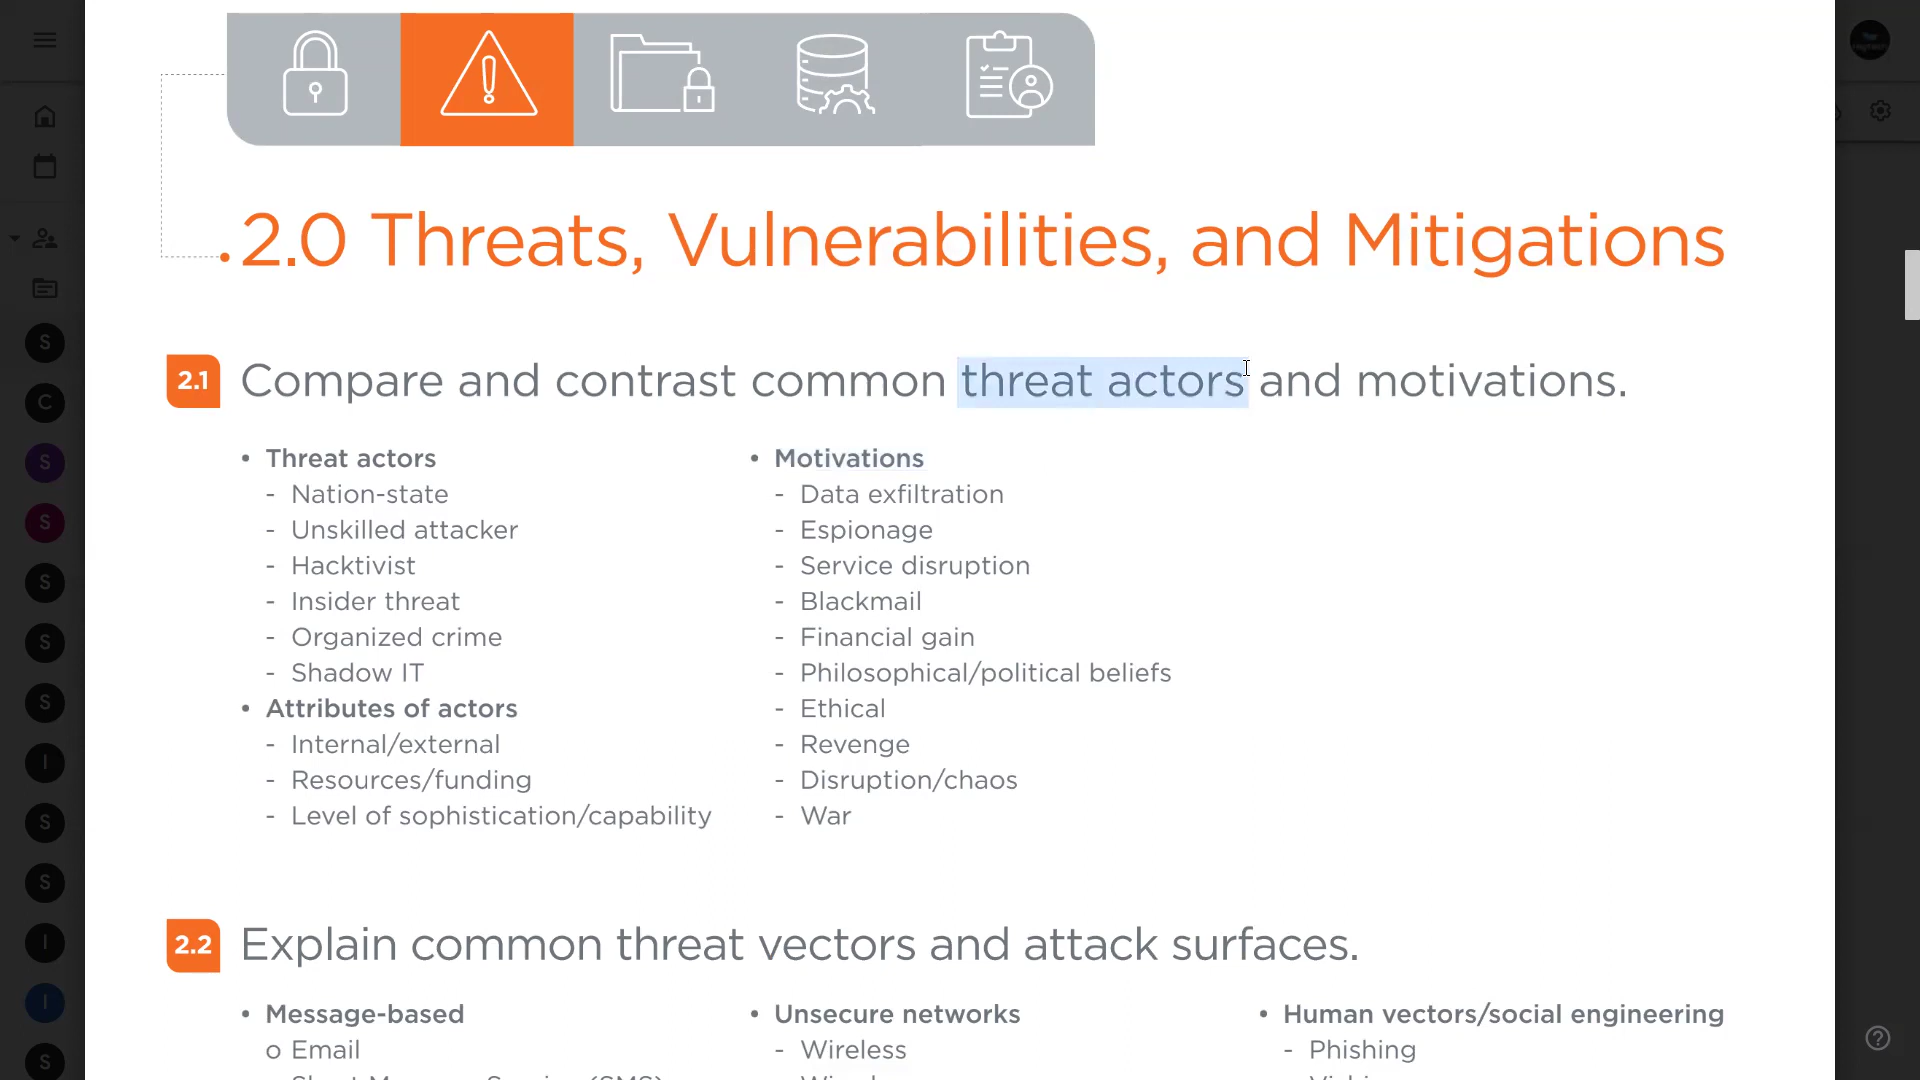 .2.0 Threats, Vulnerabilities, and Mitigations
2.1 Compare and contrast common threat actors and motivations.
• Threat actors
- Nation-state
- Unskilled attacker
- Hacktivist
- Insider threat
- Organized crime
- Shadow IT
• Attributes of actors
- Internal/external
- Resources/funding
- Level of sophistication/capability
• Motivations
- Data exfiltration
- Espionage
- Service disruption
- Blackmail
- Financial gain
- Philosophical/political beliefs
- Ethical
- Revenge
- Disruption/chaos
- War
2.2 Explain common threat vectors and attack surfaces.
• Message-based
o Email
• Unsecure networks
- Wireless
• Human vectors/social engineering
- Phishing
S
C
S
S
S
S
S
I
S
S
I
I
S